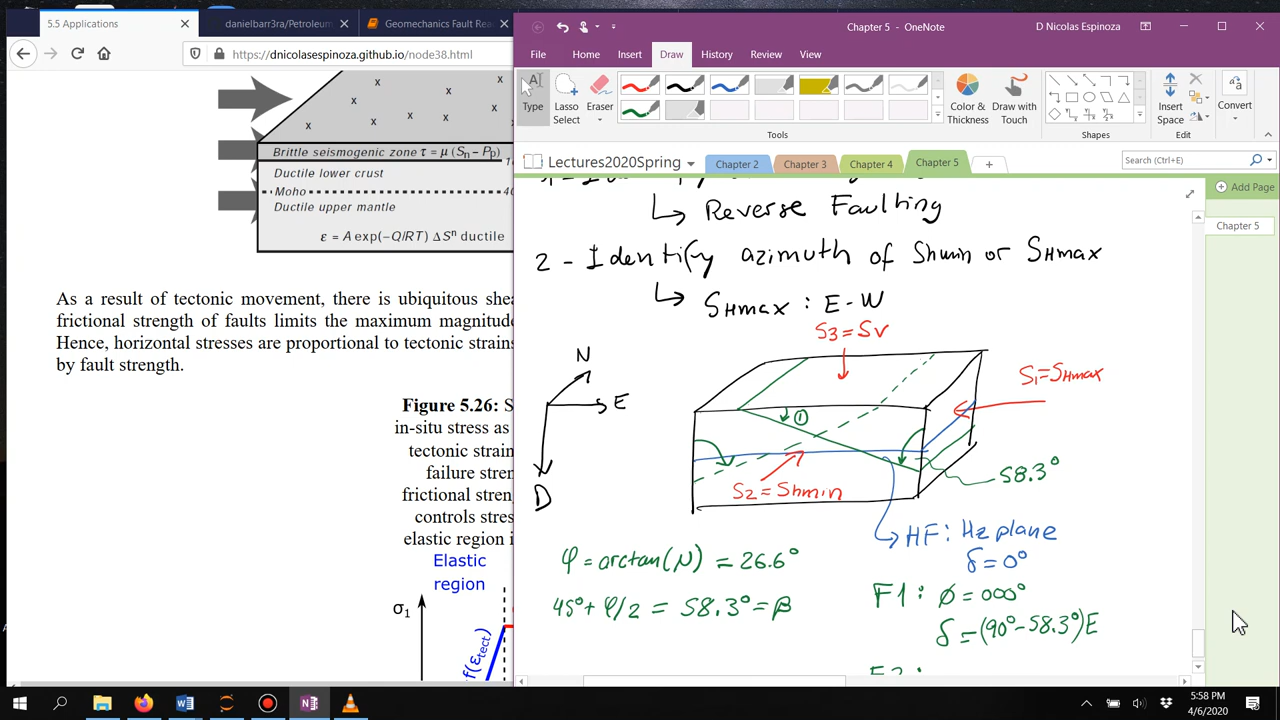 5.5 Applications
danielbarr3ra/Petroleum
Geomechanics Fault Rea
https://dnicolasespinoza.github.io/node38.html
Chapter 5 - OneNote
D Nicolas Espinoza
File Home Insert Draw History Review View
Type
Lasso Select
Eraser
Color & Thickness
Draw with Touch
Insert Space
Convert
Tools
Shapes
Edit
Lectures2020Spring
Chapter 2
Chapter 3
Chapter 4
Chapter 5
Search (Ctrl+E)
Add Page
Chapter 5
Brittle seismogenic zone τ = μ (Sn – Pp)
Ductile lower crust
Moho
40
Ductile upper mantle
ε = A exp(–Q/RT) ΔSⁿ ductile
As a result of tectonic movement, there is ubiquitous shea
frictional strength of faults limits the maximum magnitude
Hence, horizontal stresses are proportional to tectonic strains
by fault strength.
Figure 5.26: S
in-situ stress as
tectonic strain
failure stren
frictional streng
controls stres
elastic region i
Elastic
region
σ1
f(εtect)
↳ Reverse Faulting
2 - Identify azimuth of Shmin or SHmax
↳ SHmax : E-W
S3=Sv
N
E
D
S1=SHmax
①
S2=Shmin
58.3°
HF: Hz plane
δ=0°
φ=arctan(μ) = 26.6°
45°+φ/2 = 58.3°=β
F1: ϕ=000°
δ=(90°-58.3°)E
F2:
5:58 PM
4/6/2020